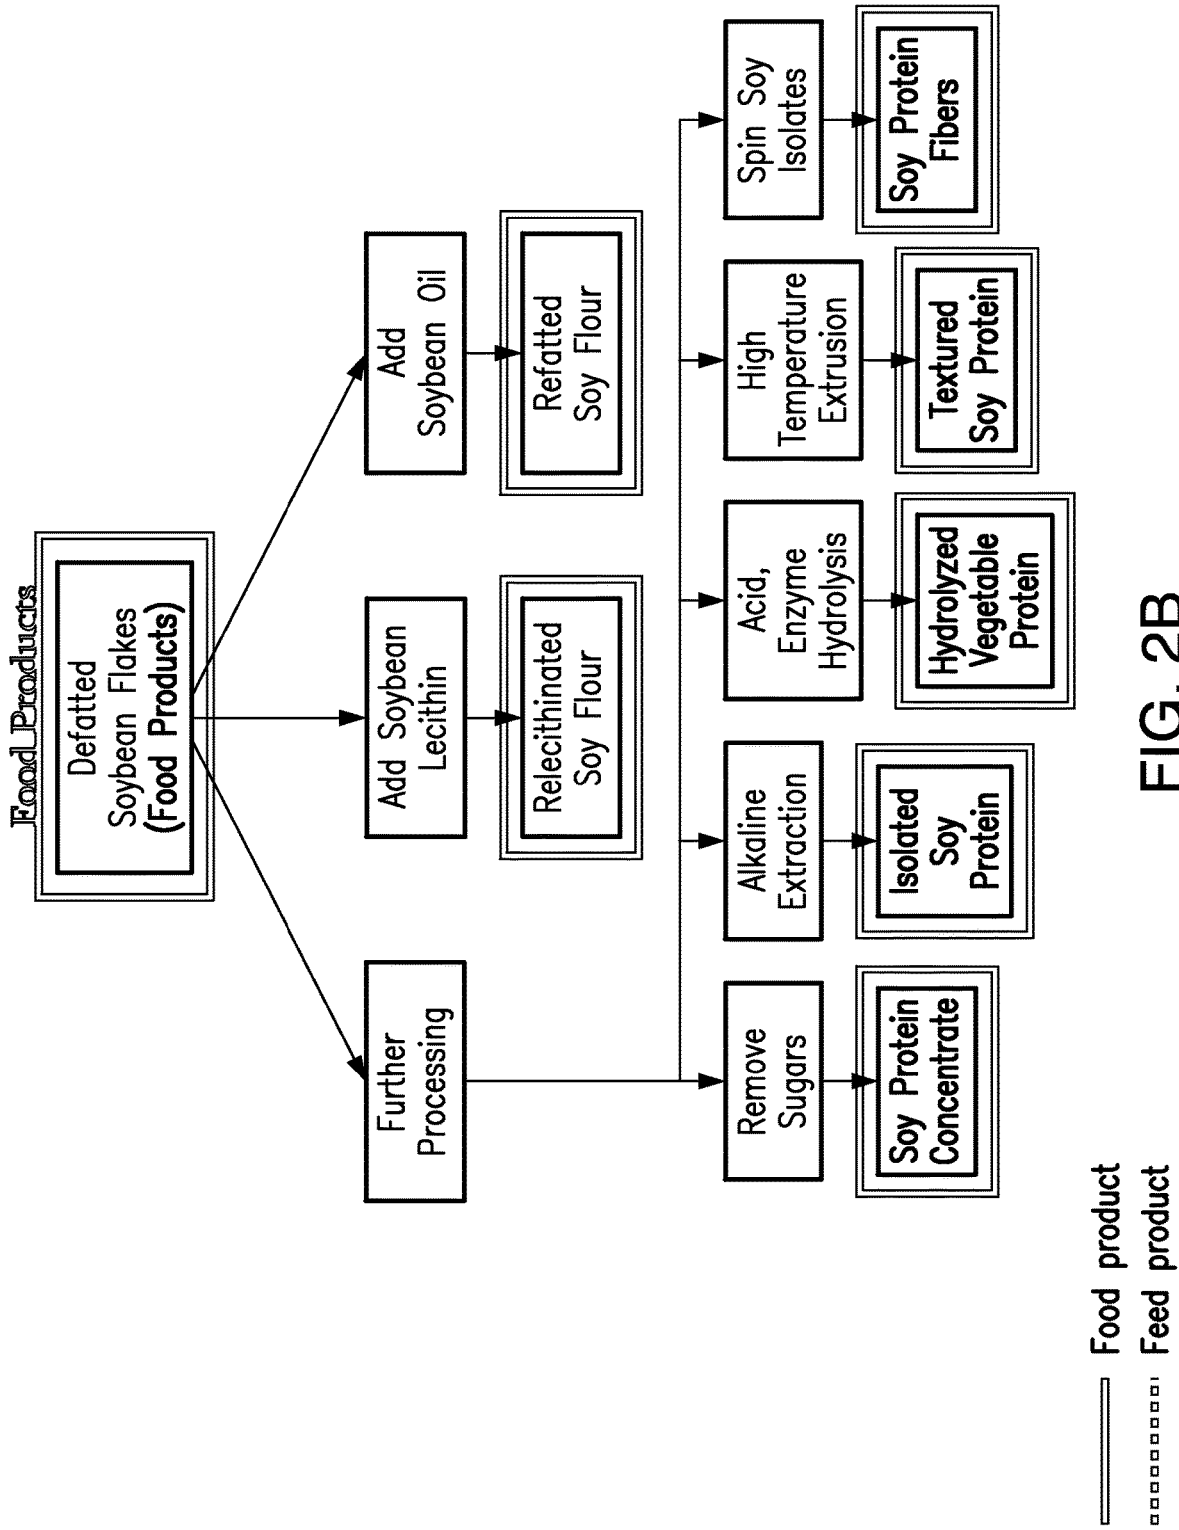 Food Products
Defatted
Soybean Flakes
(Food Products)
Further
Processing
Add Soybean
Lecithin
Add
Soybean Oil
Relecithinated
Soy Flour
Refatted
Soy Flour
Remove
Sugars
Alkaline
Extraction
Acid,
Enzyme
Hydrolysis
High
Temperature
Extrusion
Spin Soy
Isolates
Soy Protein
Concentrate
Isolated
Soy
Protein
Hydrolyzed
Vegetable
Protein
Textured
Soy Protein
Soy Protein
Fibers
Food product
Feed product
FIG. 2B